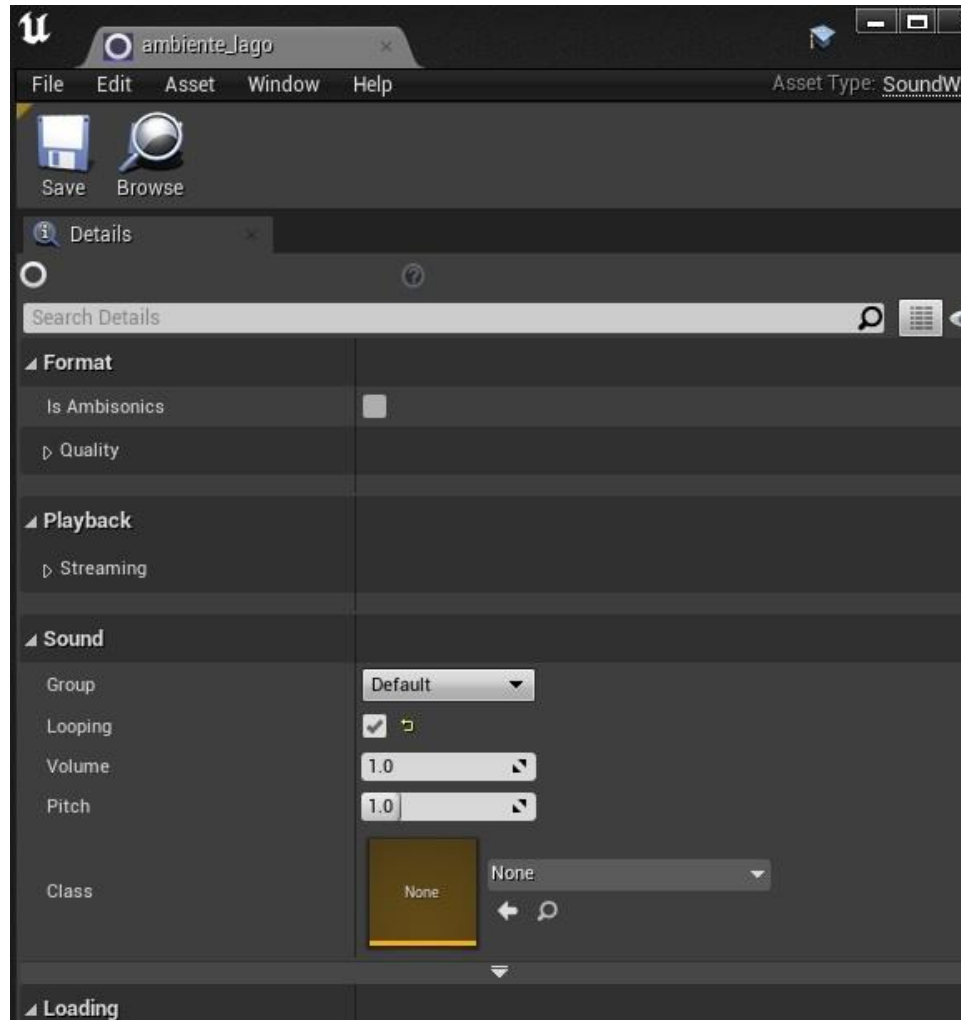 ambiente_lago
File Edit Asset Window Help Asset Type: SoundW
Save Browse
Details
Search Details
Format
Is Ambisonics
Quality
Playback
Streaming
Sound
Group Default
Looping
Volume 1.0
Pitch 1.0
Class None None
Loading